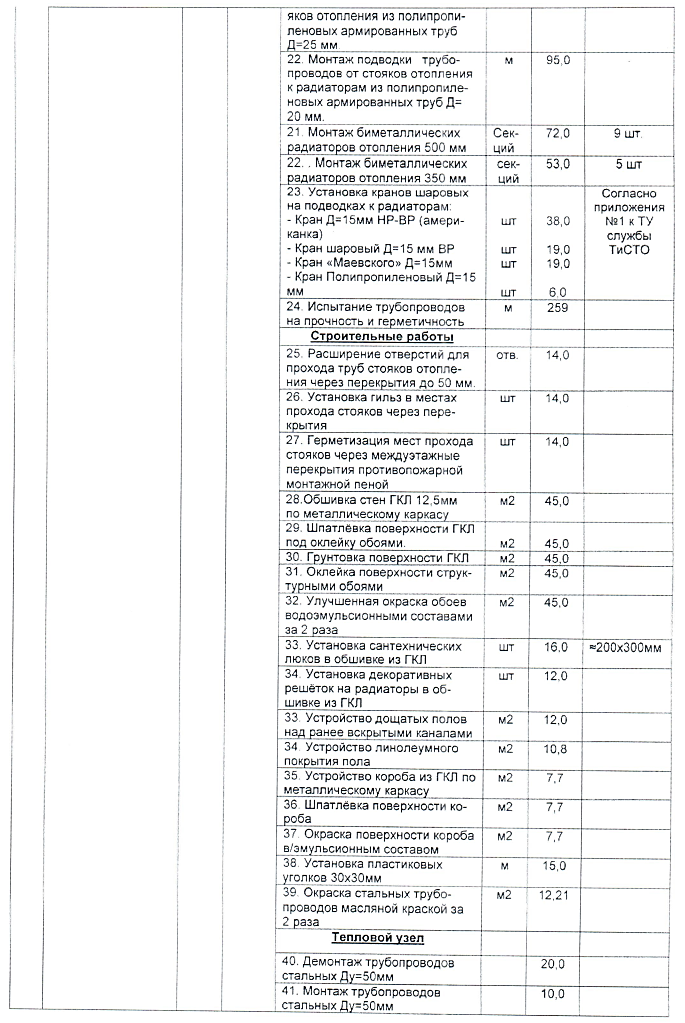 яков отопления из полипропи-
леновых армированных труб
Д=25 мм
22. Монтаж подводки трубо- м 95,0
проводов от стояков отопления
к радиаторам из полипропиле-
новых армированных труб Д=
20 мм.
21. Монтаж биметаллических Сек- 72,0 9 шт.
радиаторов отопления 500 мм ций
22. . Монтаж биметаллических сек- 53,0 5 шт
радиаторов отопления 350 мм ций
23. Установка кранов шаровых Согласно
на подводках к радиаторам: приложения
- Кран Д=15мм НР-ВР (амери- шт 38,0 №1 к ТУ
канка) службы
- Кран шаровый Д=15 мм ВР шт 19,0 ТиСТО
- Кран «Маевского» Д=15мм шт 19,0
- Кран Полипропиленовый Д=15
мм шт 6,0
24. Испытание трубопроводов м 259
на прочность и герметичность
Строительные работы
25. Расширение отверстий для отв. 14,0
прохода труб стояков отопле-
ния через перекрытия до 50 мм.
26. Установка гильз в местах шт 14,0
прохода стояков через пере-
крытия
27. Герметизация мест прохода шт 14,0
стояков через междуэтажные
перекрытия противопожарной
монтажной пеной
28.Обшивка стен ГКЛ 12,5мм м2 45,0
по металлическому каркасу
29. Шпатлёвка поверхности ГКЛ
под оклейку обоями. м2 45,0
30. Грунтовка поверхности ГКЛ м2 45,0
31. Оклейка поверхности струк- м2 45,0
турными обоями
32. Улучшенная окраска обоев м2 45,0
водоэмульсионными составами
за 2 раза
33. Установка сантехнических шт 16,0 ≈200х300мм
люков в обшивке из ГКЛ
34. Установка декоративных шт 12,0
решёток на радиаторы в об-
шивке из ГКЛ
33. Устройство дощатых полов м2 12,0
над ранее вскрытыми каналами
34. Устройство линолеумного м2 10,8
покрытия пола
35. Устройство короба из ГКЛ по м2 7,7
металлическому каркасу
36. Шпатлёвка поверхности ко- м2 7,7
роба
37. Окраска поверхности короба м2 7,7
в/эмульсионным составом
38. Установка пластиковых м 15,0
уголков 30х30мм
39. Окраска стальных трубо- м2 12,21
проводов масляной краской за
2 раза
Тепловой узел
40. Демонтаж трубопроводов 20,0
стальных Ду=50мм
41. Монтаж трубопроводов 10,0
стальных Ду=50мм